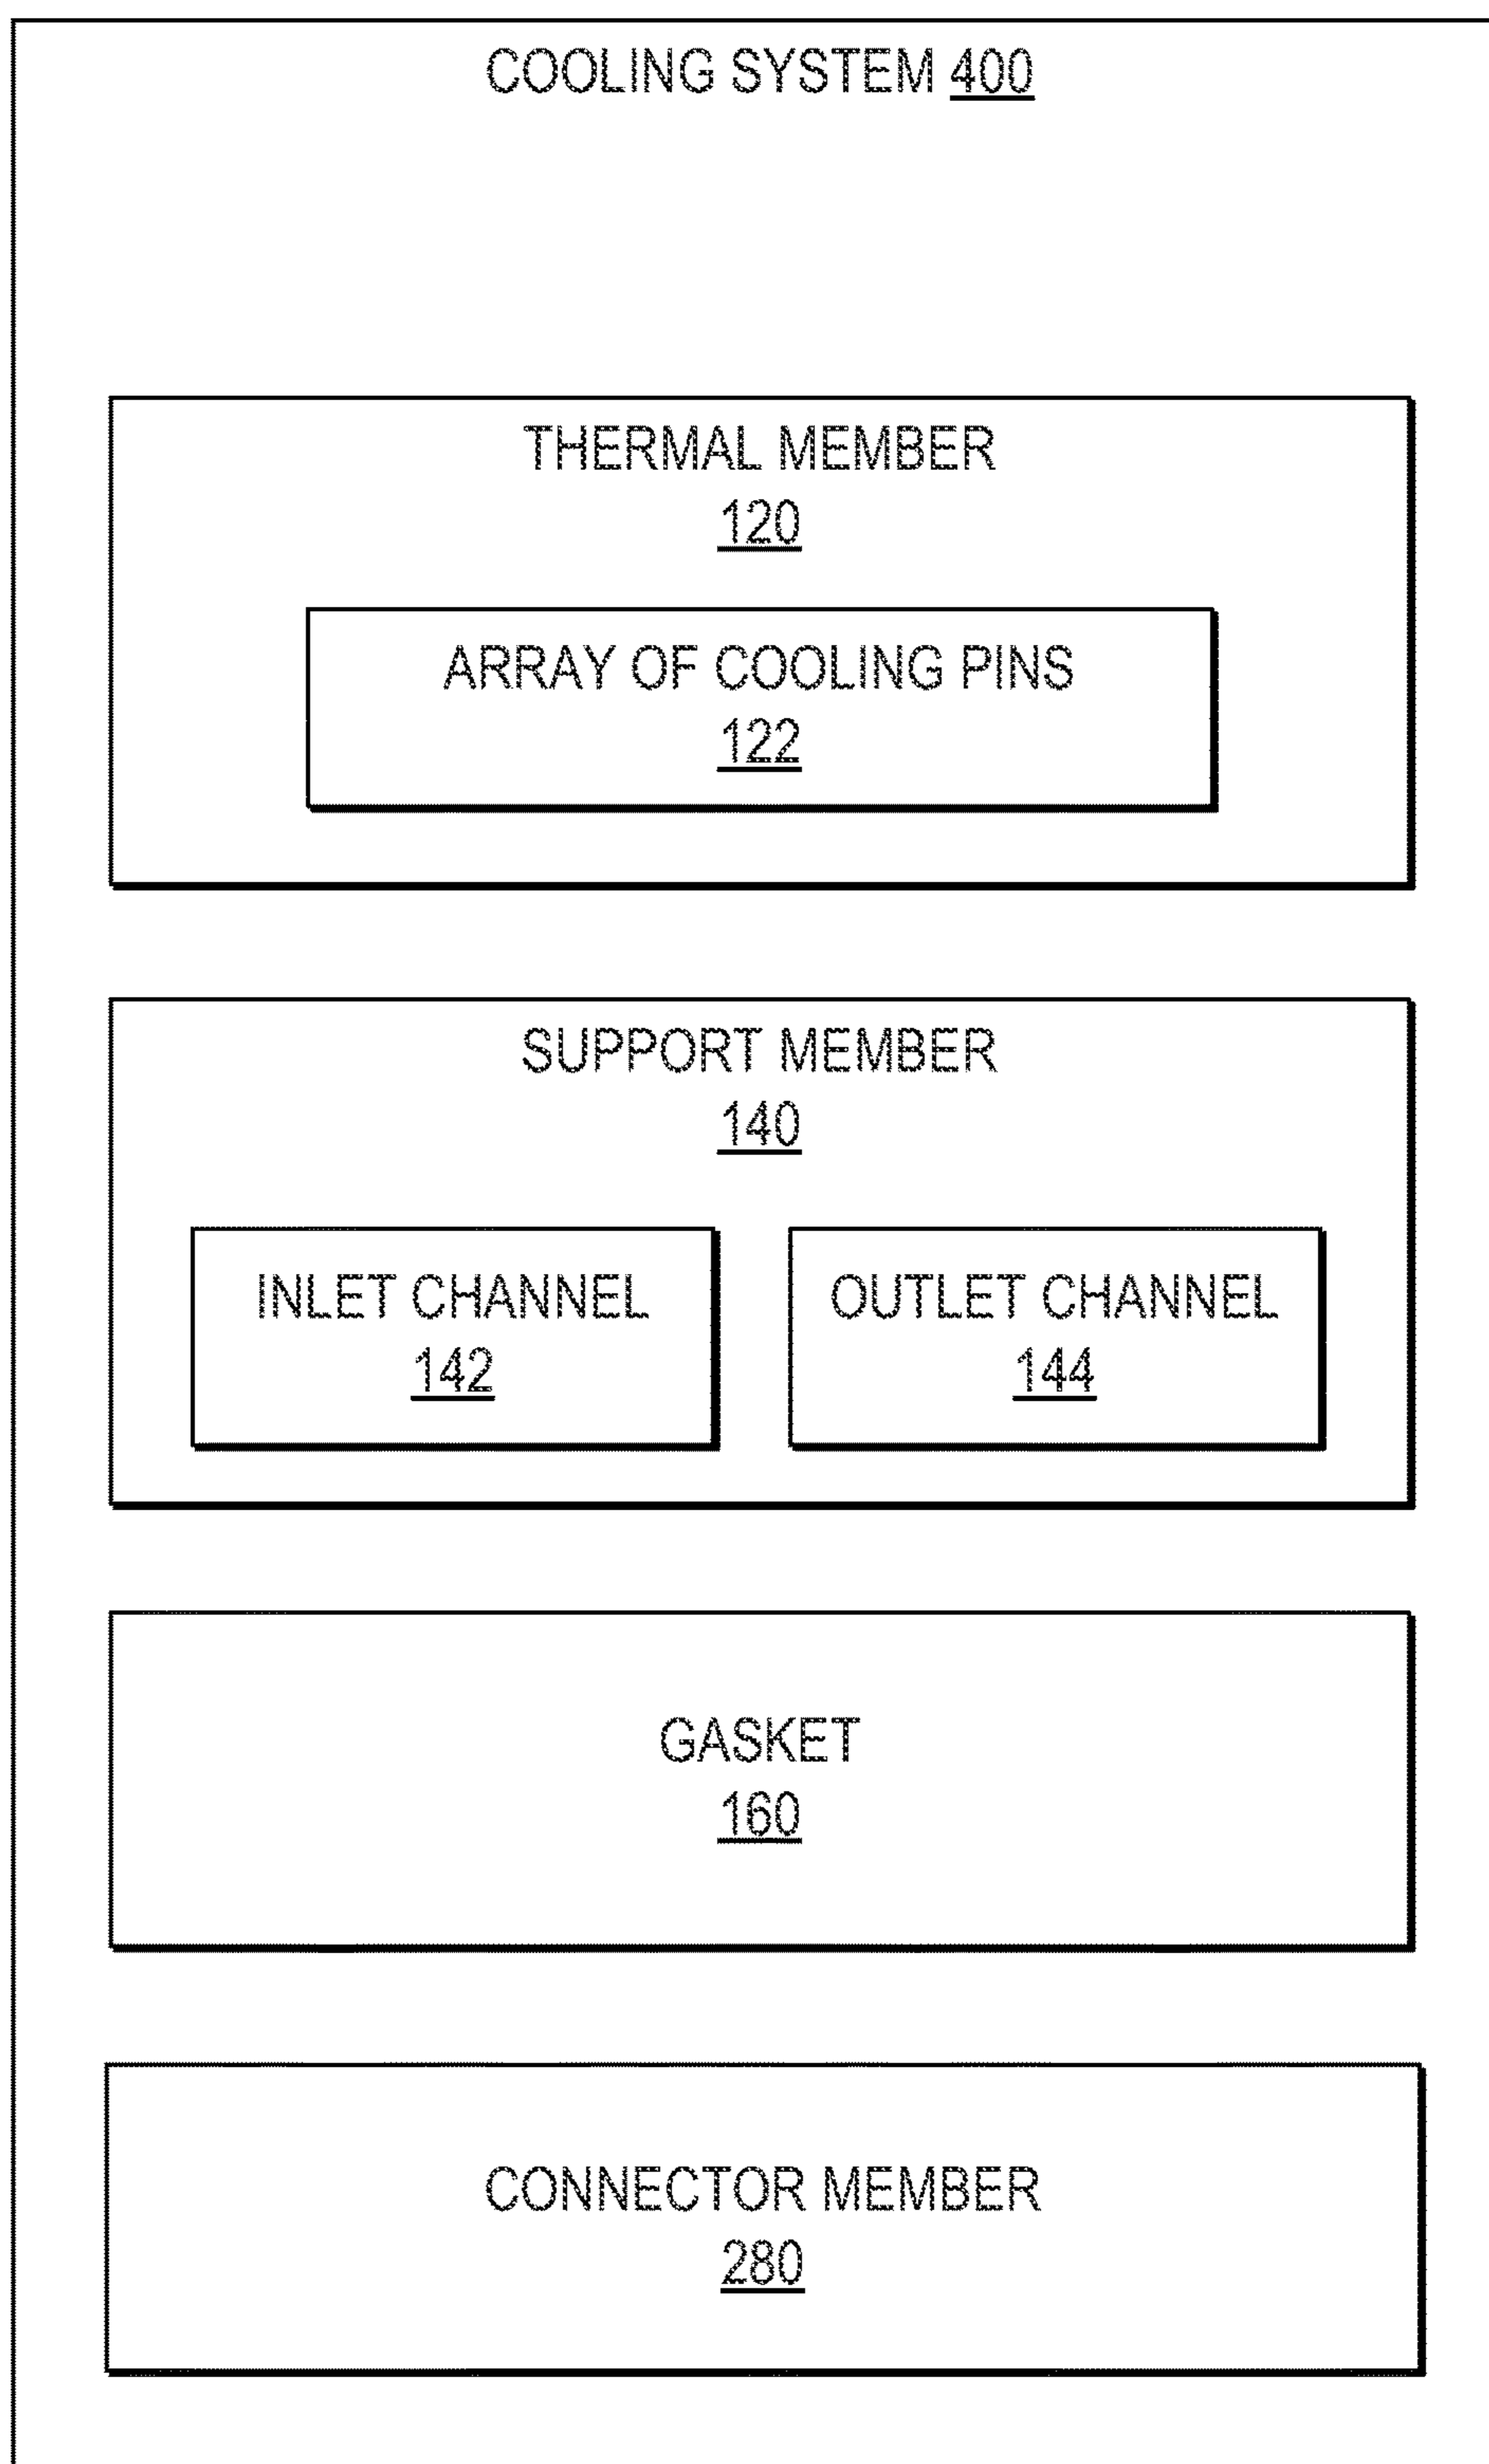 COOLING SYSTEM 400
THERMAL MEMBER
120
ARRAY OF COOLING PINS
122
SUPPORT MEMBER
140
INLET CHANNEL
142
OUTLET CHANNEL
144
GASKET
160
CONNECTOR MEMBER
280